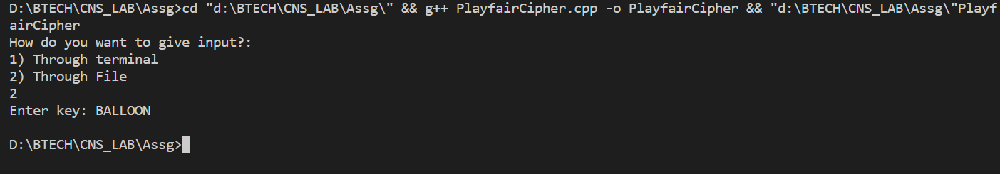 D:\BTECH\CNS_LAB\Assg>cd "d:\BTECH\CNS_LAB\Assg\" && g++ PlayfairCipher.cpp -o PlayfairCipher && "d:\BTECH\CNS_LAB\Assg\"Playf
airCipher
How do you want to give input?:
1) Through terminal
2) Through File
2
Enter key: BALLOON
D:\BTECH\CNS_LAB\Assg>